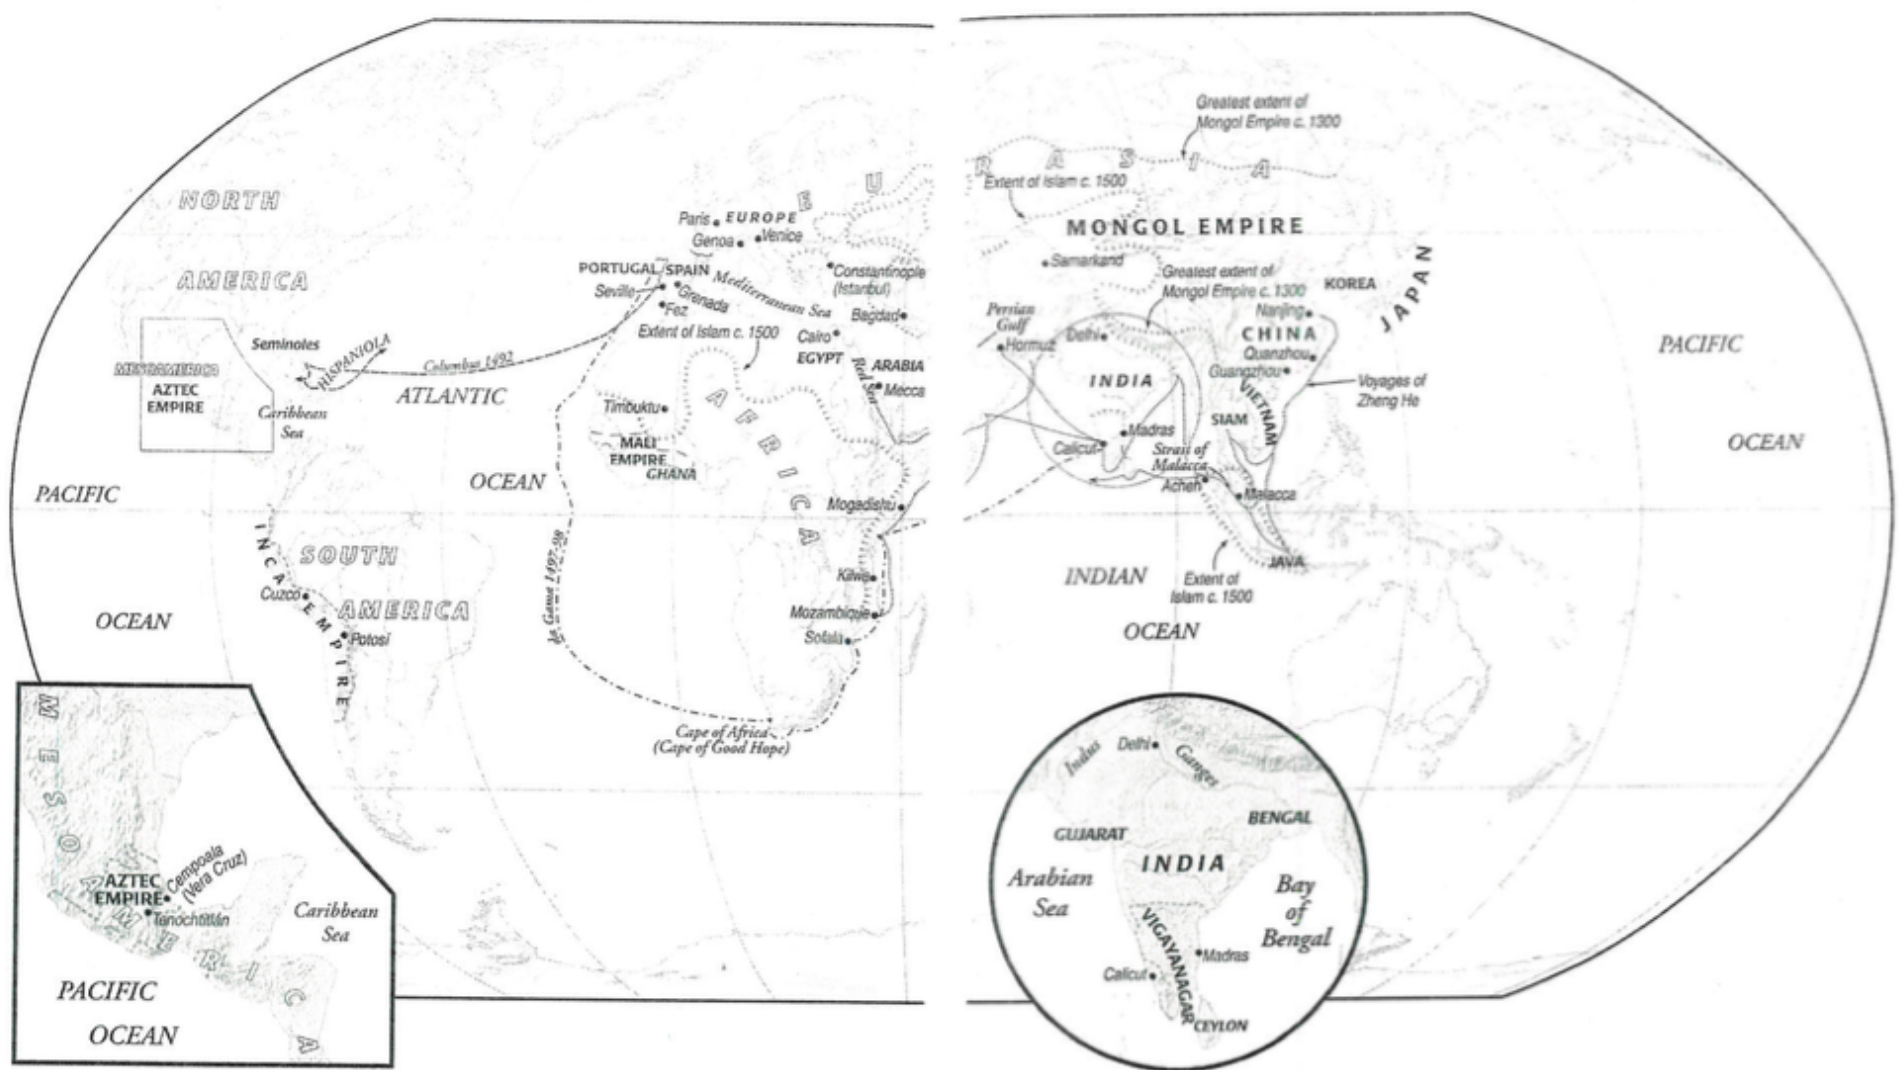 NORTH
AMERICA
MESOAMERICA
AZTEC
EMPIRE
Seminoles
HISPANIOLA
Caribbean
Sea
Columbus 1492
ATLANTIC
OCEAN
PACIFIC
OCEAN
INCA EMPIRE
SOUTH
AMERICA
Cuzco
Potosí
EURASIA
Paris
EUROPE
Genoa
Venice
PORTUGAL
SPAIN
Seville
Grenada
Fez
Mediterranean Sea
Constantinople
(Istanbul)
Extent of Islam c. 1500
Cairo
EGYPT
Bagdad
ARABIA
Red Sea
Mecca
AFRICA
Timbuktu
MALI
EMPIRE
GHANA
Mogadishu
Kilwa
Mozambique
Sofala
da Gama 1497-98
Cape of Africa
(Cape of Good Hope)
Greatest extent of
Mongol Empire c. 1300
Extent of Islam c. 1500
MONGOL EMPIRE
Samarkand
Greatest extent of
Mongol Empire c. 1300
KOREA
JAPAN
Persian
Gulf
Hormuz
Delhi
Nanjing
CHINA
Quanzhou
Guangzhou
INDIA
VIETNAM
SIAM
Voyages of
Zheng He
Calicut
Madras
Strait of
Malacca
Acheh
Malacca
JAVA
Extent of
Islam c. 1500
INDIAN
OCEAN
PACIFIC
OCEAN
MESOAMERICA
AZTEC
EMPIRE
Cempoala
(Vera Cruz)
Tenochtitlán
Caribbean
Sea
PACIFIC
OCEAN
Indus
Delhi
Ganges
GUJARAT
BENGAL
INDIA
Arabian
Sea
Bay
of
Bengal
VIGAYANAGAR
Madras
Calicut
CEYLON